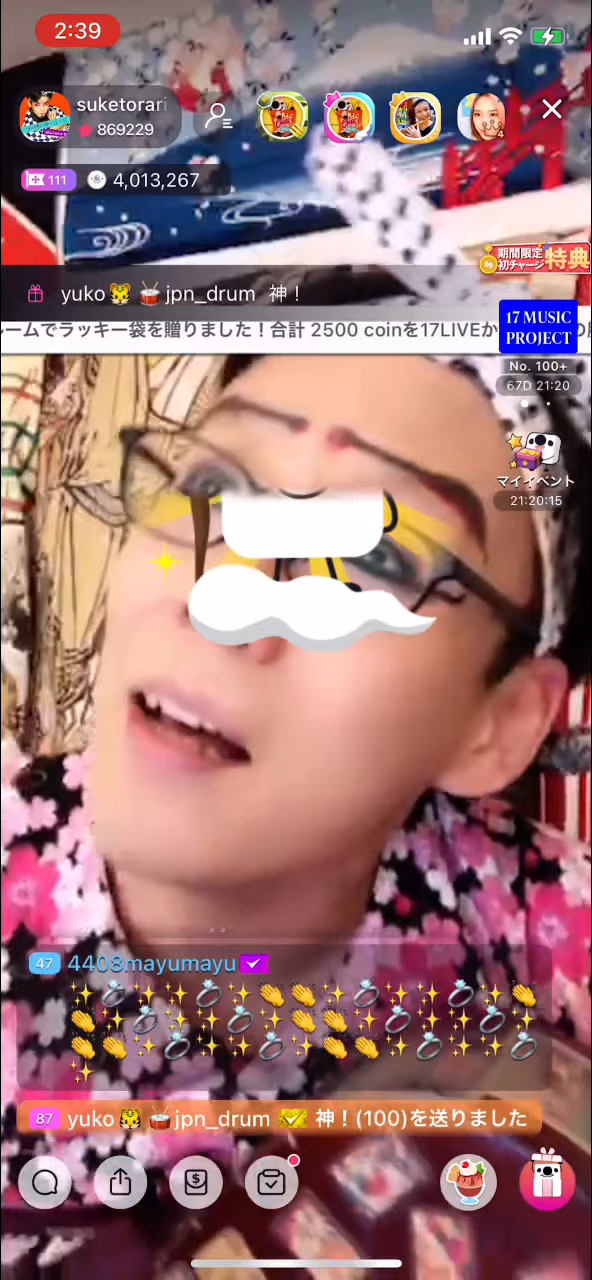 2:39
suketorari
869229
111
4,013,267
期間限定
初チャージ
特典
yuko🐯🥁jpn_drum 神！
ームでラッキー袋を贈りました！合計 2500 coinを17LIVEか
17 MUSIC
PROJECT
No. 100+
67D 21:20
マイイベント
21:20:15
47 4408mayumayu
✨💍✨✨💍✨👏👏✨💍✨✨💍✨👏
👏✨💍✨✨💍✨👏👏✨💍✨✨💍✨
👏👏✨💍✨✨💍✨👏👏✨💍✨✨💍
✨
87 yuko🐯🥁jpn_drum 神！(100)を送りました